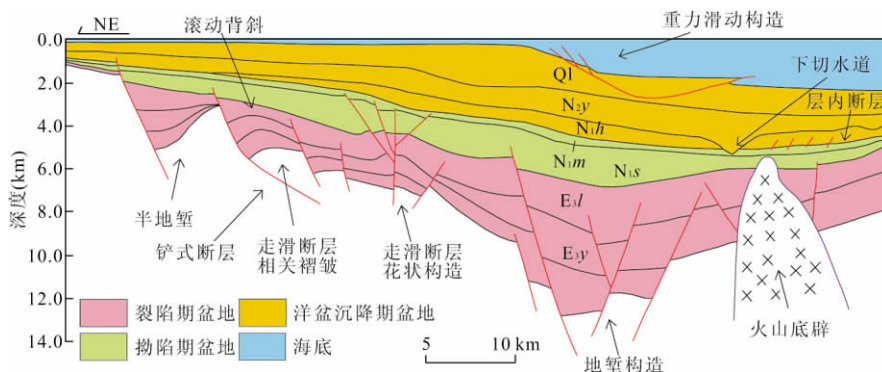 NE
滚动背斜
重力滑动构造
下切水道
层内断层
0.0
2.0
4.0
6.0
8.0
10.0
12.0
14.0
深度(km)
Ql
N₂y
N₁h
N₁m
N₁s
E₃l
E₃y
半地堑
铲式断层
走滑断层
相关褶皱
走滑断层
花状构造
地堑构造
火山底辟
裂陷期盆地
洋盆沉降期盆地
拗陷期盆地
海底
5 10 km